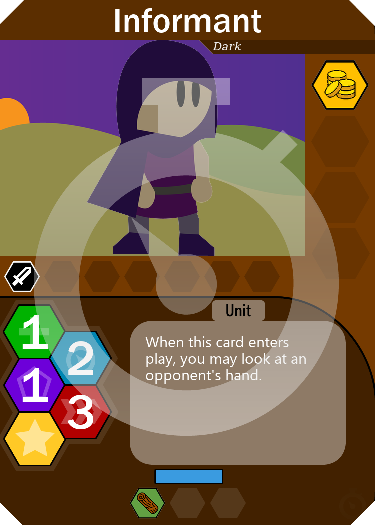 Informant
Dark
Unit
When this card enters
play, you may look at an
opponent's hand.
1
2
1
3